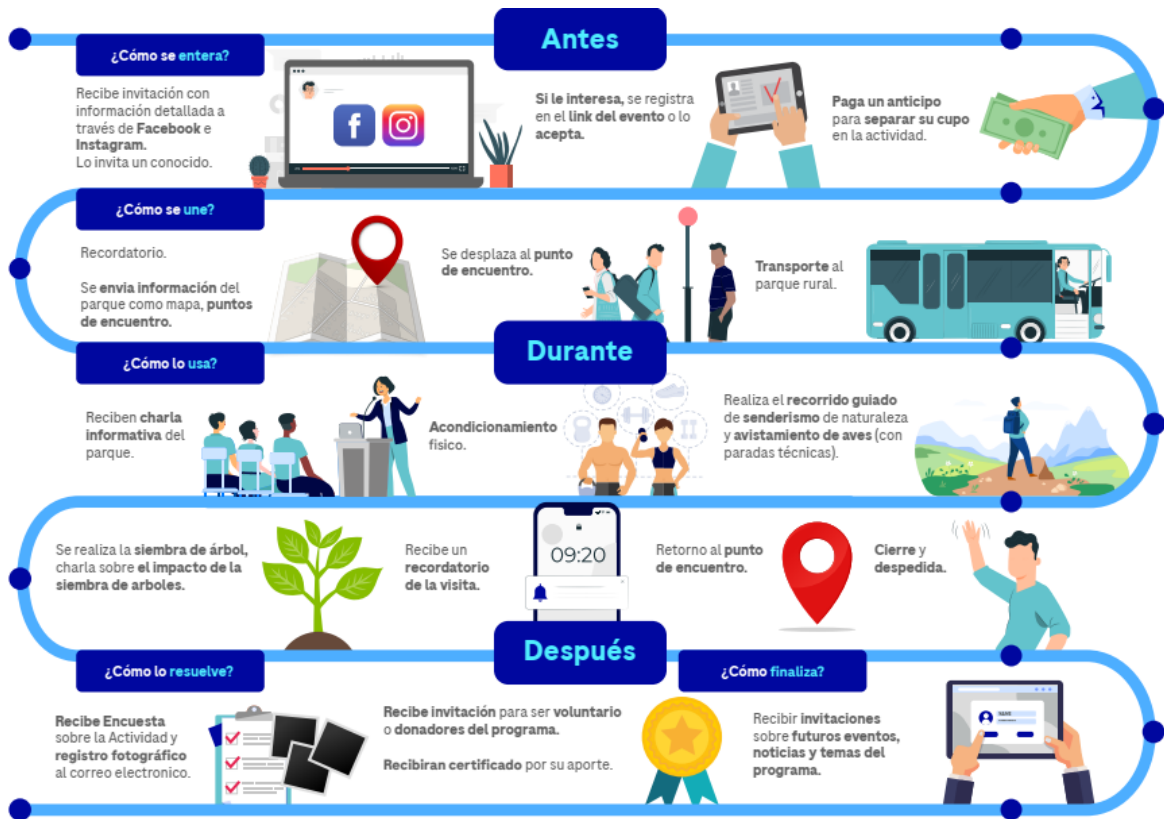 Antes
¿Cómo se entera?
Recibe invitación con
información detallada a
través de Facebook e
Instagram.
Lo invita un conocido.
Si le interesa, se registra
en el link del evento o lo
acepta.
Paga un anticipo
para separar su cupo
en la actividad.
¿Cómo se une?
Recordatorio.
Se envia información del
parque como mapa, puntos
de encuentro.
Se desplaza al punto
de encuentro.
Transporte al
parque rural.
Durante
¿Cómo lo usa?
Reciben charla
informativa del
parque.
Acondicionamiento
fisico.
Realiza el recorrido guiado
de senderismo de naturaleza
y avistamiento de aves (con
paradas técnicas).
Se realiza la siembra de árbol,
charla sobre el impacto de la
siembra de arboles.
Recibe un
recordatorio
de la visita.
09:20
Retorno al punto
de encuentro.
Cierre y
despedida.
Después
¿Cómo lo resuelve?
Recibe Encuesta
sobre la Actividad y
registro fotográfico
al correo electronico.
Recibe invitación para ser voluntario
o donadores del programa.
Recibiran certificado por su aporte.
¿Cómo finaliza?
Recibir invitaciones
sobre futuros eventos,
noticias y temas del
programa.